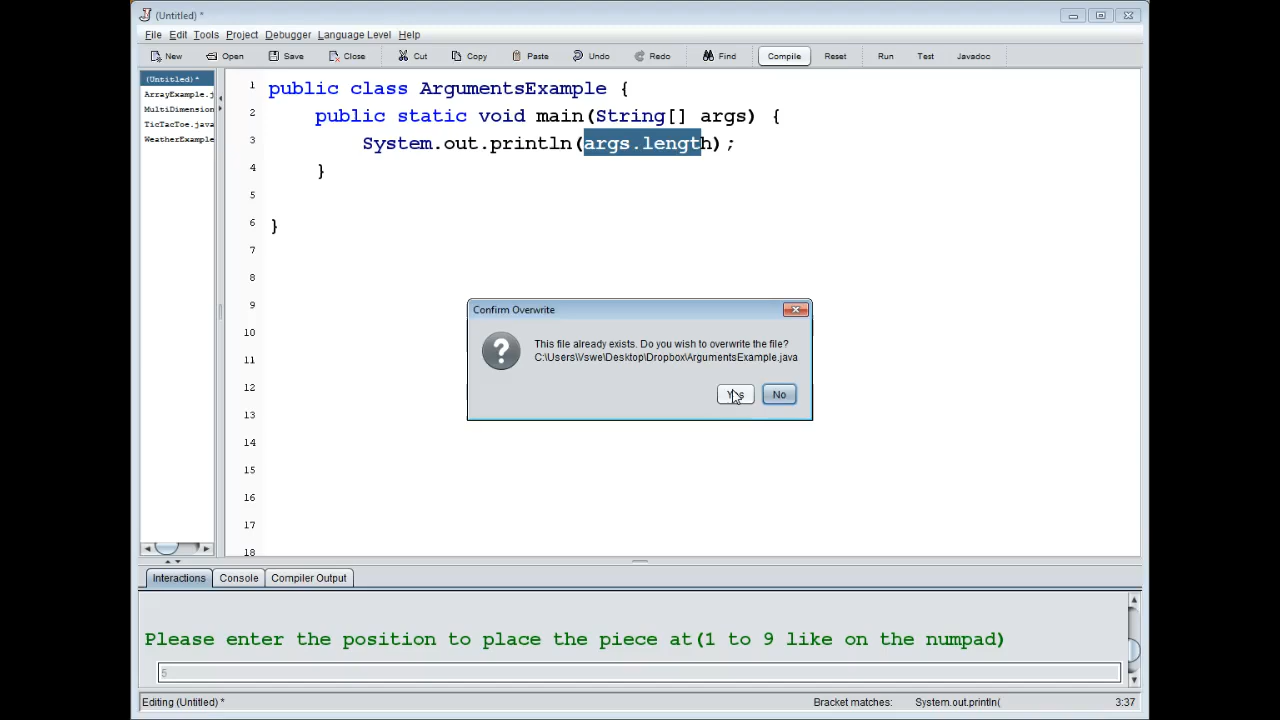 (Untitled) *
File Edit Tools Project Debugger Language Level Help
New Open Save Close Cut Copy Paste Undo Redo Find Compile Reset Run Test Javadoc
(Untitled) *
ArrayExample.j
MultiDimension
TicTacToe.java
WeatherExample
1 public class ArgumentsExample {
2 public static void main(String[] args) {
3 System.out.println(args.length);
4 }
5
6 }
7
8
9
10
11
12
13
14
15
16
17
18
Confirm Overwrite
This file already exists. Do you wish to overwrite the file?
C:\Users\Vswe\Desktop\Dropbox\ArgumentsExample.java
Yes No
Interactions Console Compiler Output
Please enter the position to place the piece at(1 to 9 like on the numpad)
5
Editing (Untitled) * Bracket matches: System.out.println( 3:37